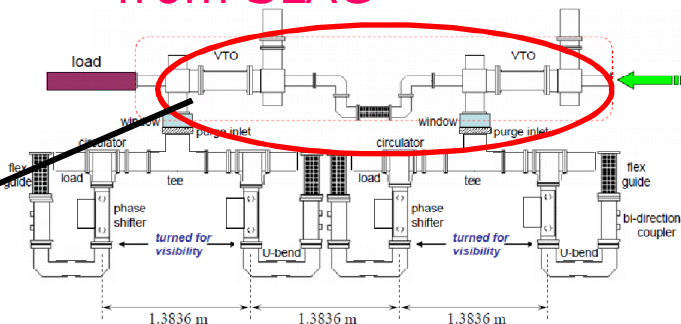 from SLAC
load
VTO
VTO
window
window
purge inlet
purge inlet
circulator
circulator
flex
guide
load
tee
load
tee
flex
guide
phase
shifter
phase
shifter
bi-direction
coupler
turned for
visibility
turned for
visibility
U-bend
U-bend
1.3836 m
1.3836 m
1.3836 m